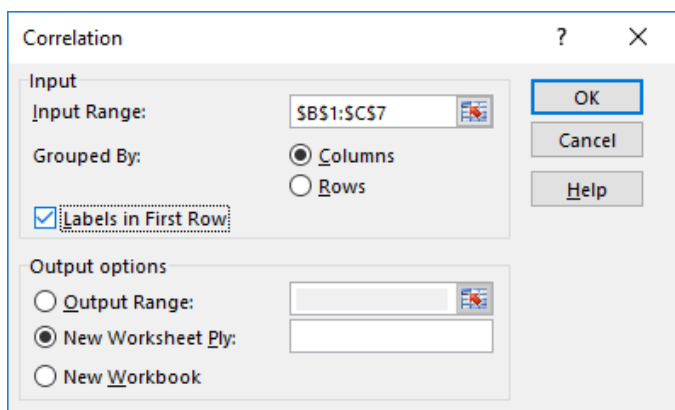 Correlation ?
Input
Input Range: $B$1:$C$7
OK
Cancel
Grouped By: Columns
Rows
Help
Labels in First Row
Output options
Output Range:
New Worksheet Ply:
New Workbook